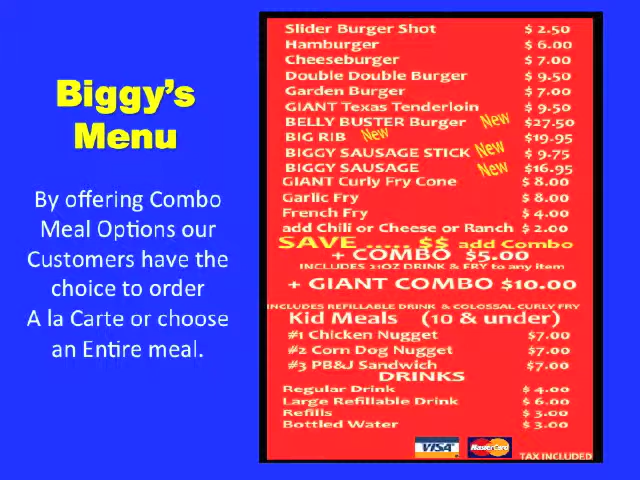 Biggy's
Menu
By offering Combo
Meal Options our
Customers have the
choice to order
A la Carte or choose
an Entire meal.
Slider Burger Shot $ 2.50
Hamburger $ 6.00
Cheeseburger $ 7.00
Double Double Burger $ 9.50
Garden Burger $ 7.00
GIANT Texas Tenderloin $ 9.50
BELLY BUSTER Burger New $27.50
BIG RIB New $19.95
BIGGY SAUSAGE STICK New $ 9.75
BIGGY SAUSAGE New $16.95
GIANT Curly Fry Cone $ 8.00
Garlic Fry $ 8.00
French Fry $ 4.00
add Chili or Cheese or Ranch $ 2.00
SAVE ..... $$ add Combo
+ COMBO $5.00
INCLUDES 21OZ DRINK & FRY to any item
+ GIANT COMBO $10.00
INCLUDES REFILLABLE DRINK & COLOSSAL CURLY FRY
Kid Meals (10 & under)
#1 Chicken Nugget $7.00
#2 Corn Dog Nugget $7.00
#3 PB&J Sandwich $7.00
DRINKS
Regular Drink $ 4.00
Large Refillable Drink $ 6.00
Refills $ 3.00
Bottled Water $ 3.00
VISA MasterCard
TAX INCLUDED